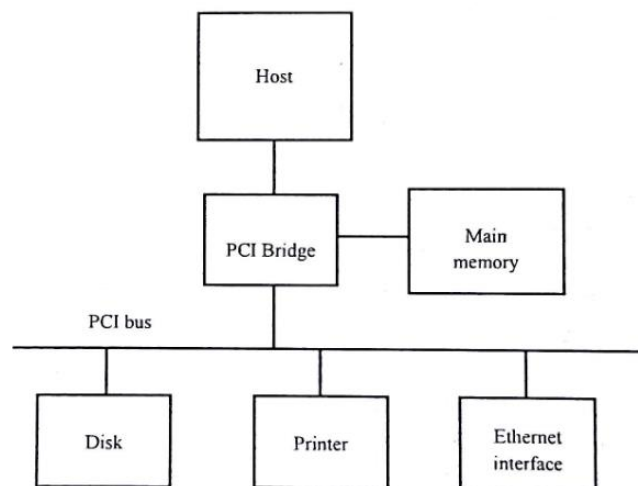 Host
PCI Bridge
Main
memory
PCI bus
Disk
Printer
Ethernet
interface